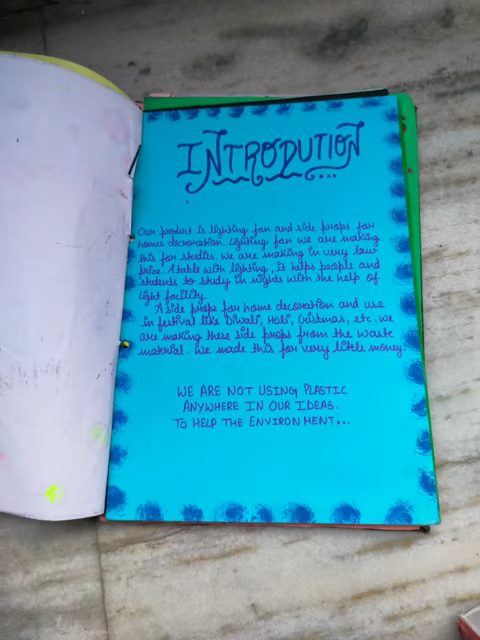 INTRODUTION...
Our product is lighting fan and side props for
homes decroration. lighting fan we are making
this for studies. we are making in very low
prize. A table with lighting, it helps people and
students to study in nights with the help of
light facility.
A side props for home decoration and use
in festival like Diwali, Holi, Cristmas, etc. we
are making these side props from the waste
material. We made this for very little money.
WE ARE NOT USING PLASTIC
ANYWHERE IN OUR IDEAS.
TO HELP THE ENVIRONMENT...